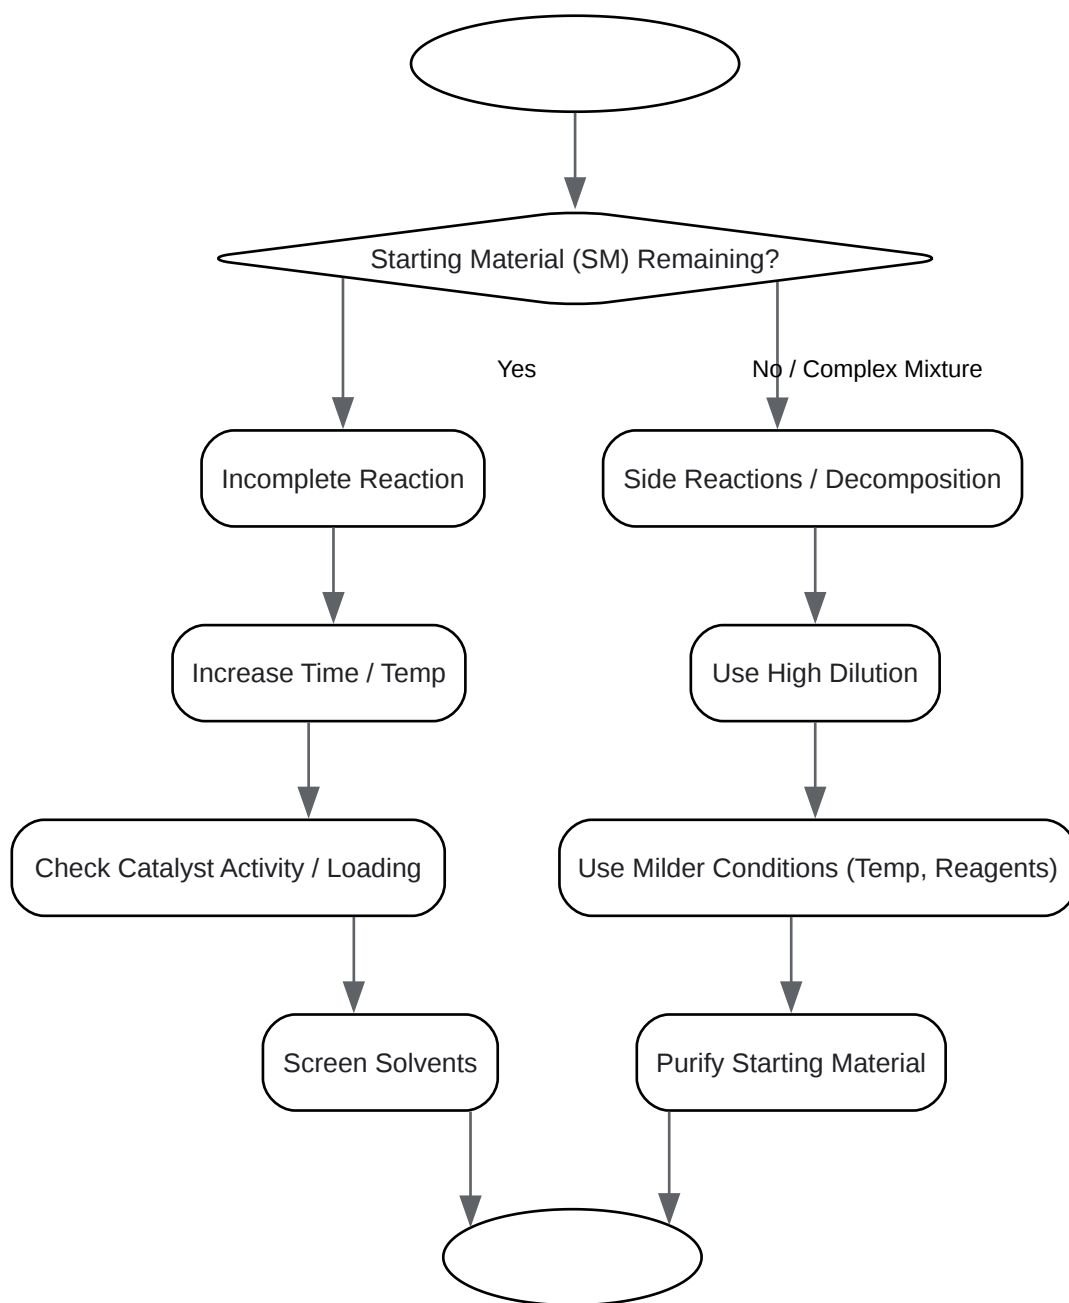 Starting Material (SM) Remaining?
Yes
No / Complex Mixture
Incomplete Reaction
Side Reactions / Decomposition
Increase Time / Temp
Use High Dilution
Check Catalyst Activity / Loading
Use Milder Conditions (Temp, Reagents)
Screen Solvents
Purify Starting Material